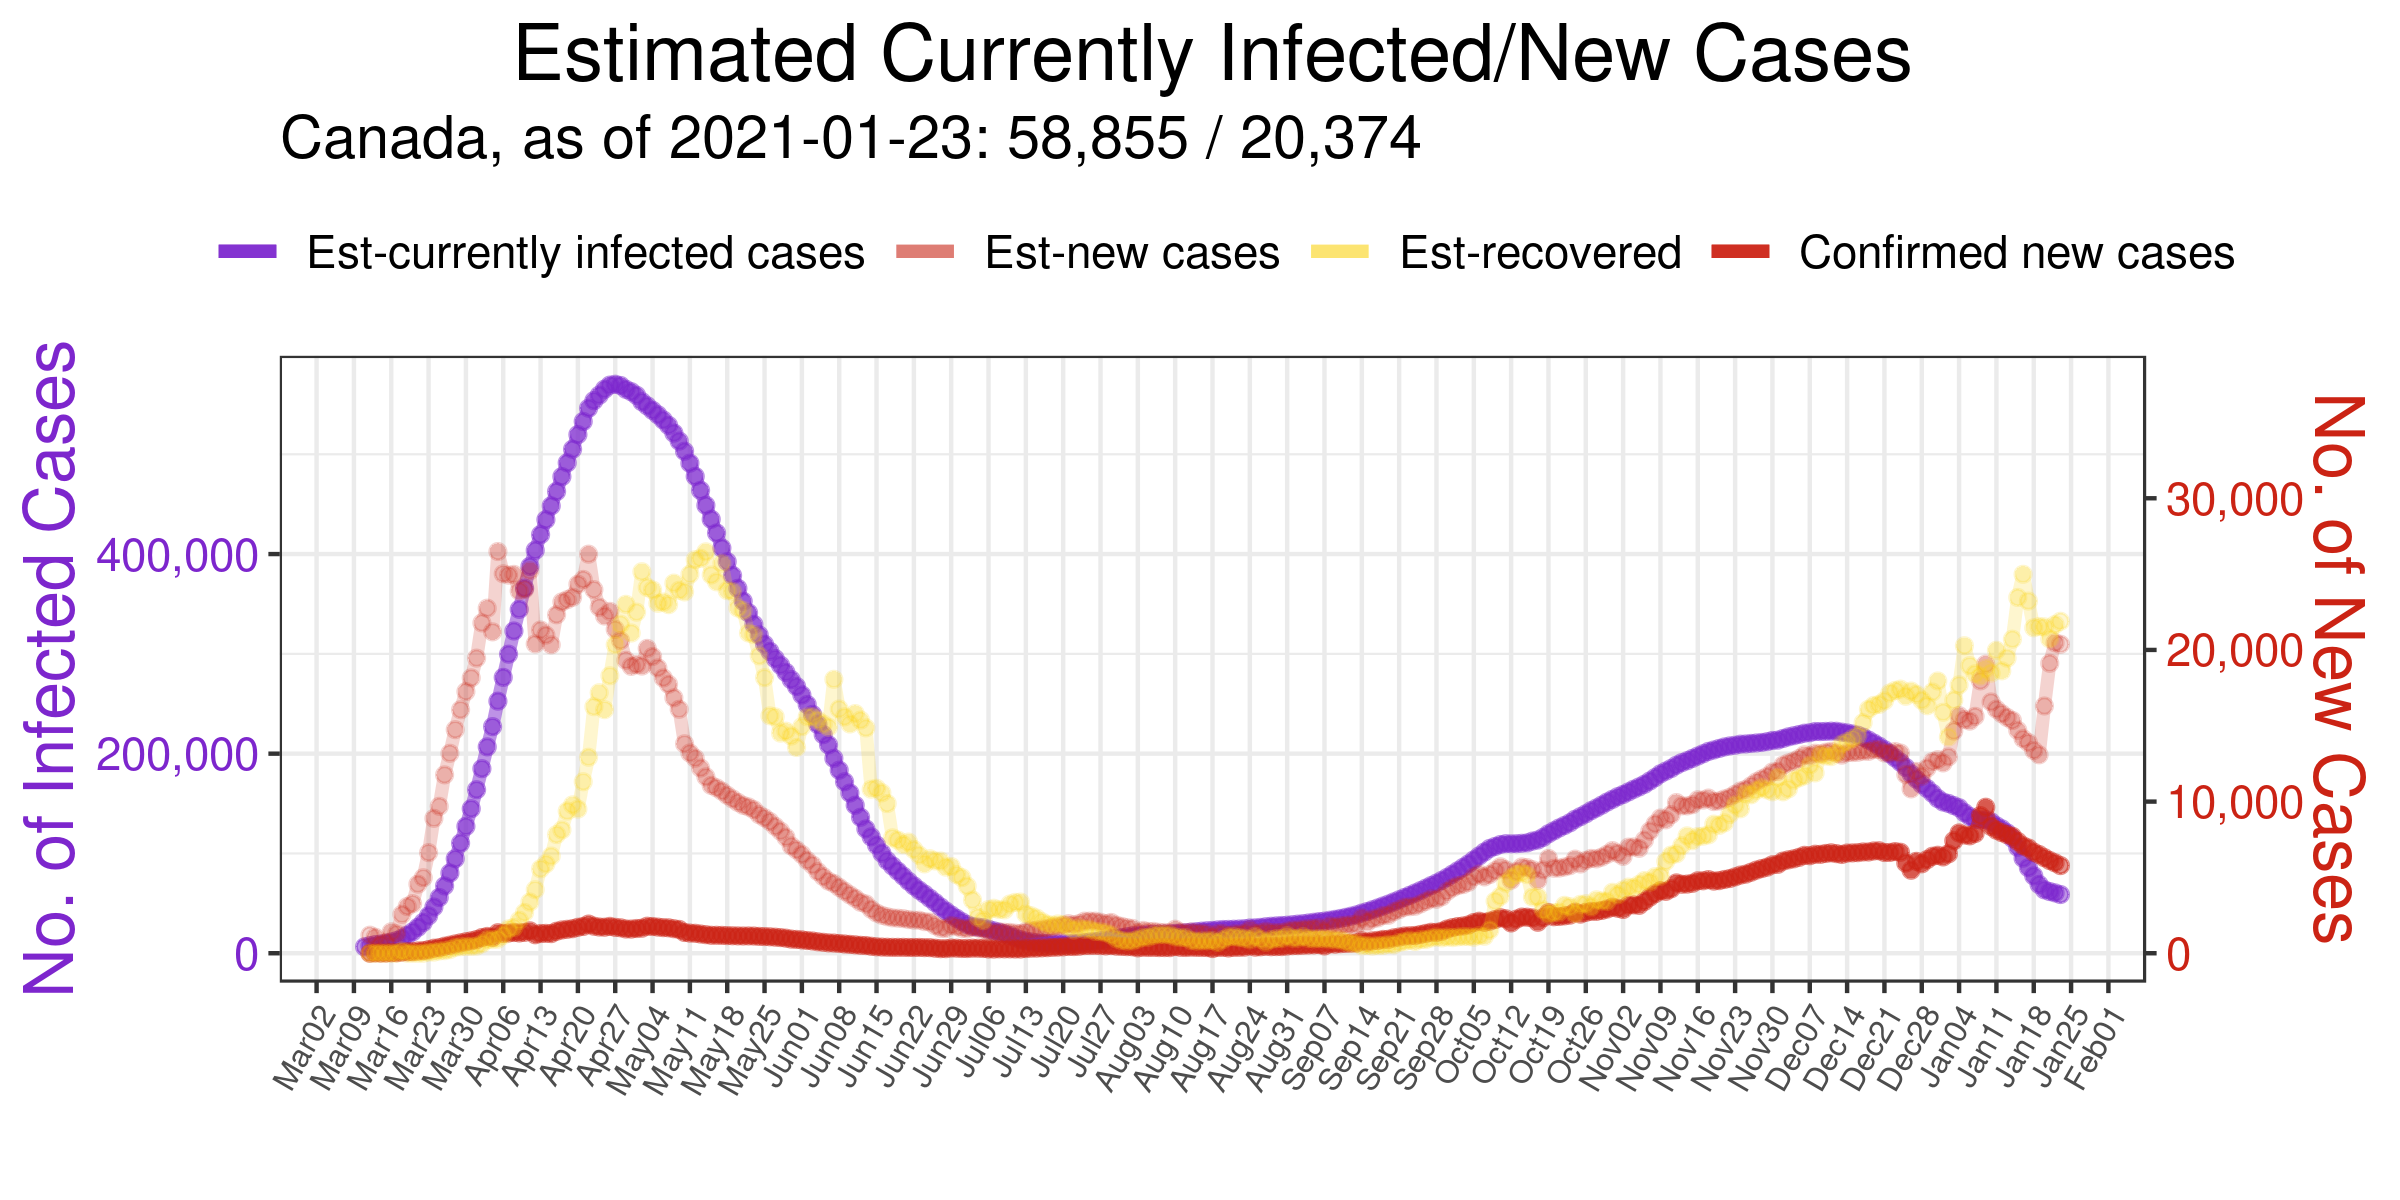 Estimated Currently Infected/New Cases
Canada, as of 2021-01-23: 58,855 / 20,374
Est-currently infected cases Est-new cases Est-recovered Confirmed new cases
No. of Infected Cases
400,000
200,000
0
30,000
20,000
10,000
0
No. of New Cases
Mar02 Mar09 Mar16 Mar23 Mar30 Apr06 Apr13 Apr20 Apr27 May04 May11 May18 May25 Jun01 Jun08 Jun15 Jun22 Jun29 Jul06 Jul13 Jul20 Jul27 Aug03 Aug10 Aug17 Aug24 Aug31 Sep07 Sep14 Sep21 Sep28 Oct05 Oct12 Oct19 Oct26 Nov02 Nov09 Nov16 Nov23 Nov30 Dec07 Dec14 Dec21 Dec28 Jan04 Jan11 Jan18 Jan25 Feb01